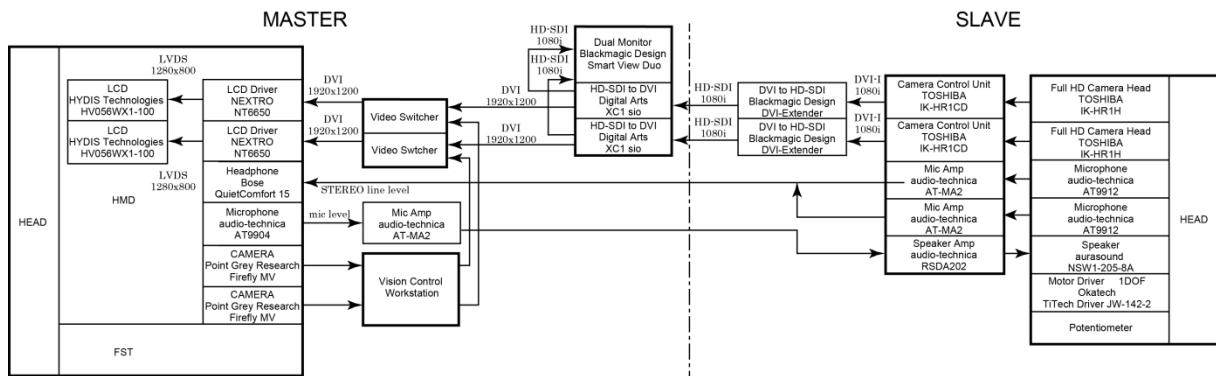 MASTER
SLAVE
HEAD
HMD
FST
LVDS
1280x800
LCD
HYDIS Technologies
HV056WX1-100
LCD
HYDIS Technologies
HV056WX1-100
LVDS
1280x800
LCD Driver
NEXTRO
NT6650
LCD Driver
NEXTRO
NT6650
Headphone
Bose
QuietComfort 15
Microphone
audio-technica
AT9904
CAMERA
Point Grey Research
Firefly MV
CAMERA
Point Grey Research
Firefly MV
DVI
1920x1200
DVI
1920x1200
STEREO line level
mic level
Video Switcher
Video Swtcher
Mic Amp
audio-technica
AT-MA2
Vision Control
Workstation
DVI
1920x1200
DVI
1920x1200
HD-SDI
1080i
HD-SDI
1080i
Dual Monitor
Blackmagic Design
Smart View Duo
HD-SDI to DVI
Digital Arts
XC1 sio
HD-SDI to DVI
Digital Arts
XC1 sio
HD-SDI
1080i
HD-SDI
1080i
DVI to HD-SDI
Blackmagic Design
DVI-Extender
DVI to HD-SDI
Blackmagic Design
DVI-Extender
DVI-I
1080i
DVI-I
1080i
Camera Control Unit
TOSHIBA
IK-HR1CD
Camera Control Unit
TOSHIBA
IK-HR1CD
Mic Amp
audio-technica
AT-MA2
Mic Amp
audio-technica
AT-MA2
Speaker Amp
audio-technica
RSDA202
Full HD Camera Head
TOSHIBA
IK-HR1H
Full HD Camera Head
TOSHIBA
IK-HR1H
Microphone
audio-technica
AT9912
Microphone
audio-technica
AT9912
Speaker
aurasound
NSW1-205-8A
Motor Driver 1DOF
Okatech
TiTech Driver JW-142-2
Potentiometer
HEAD